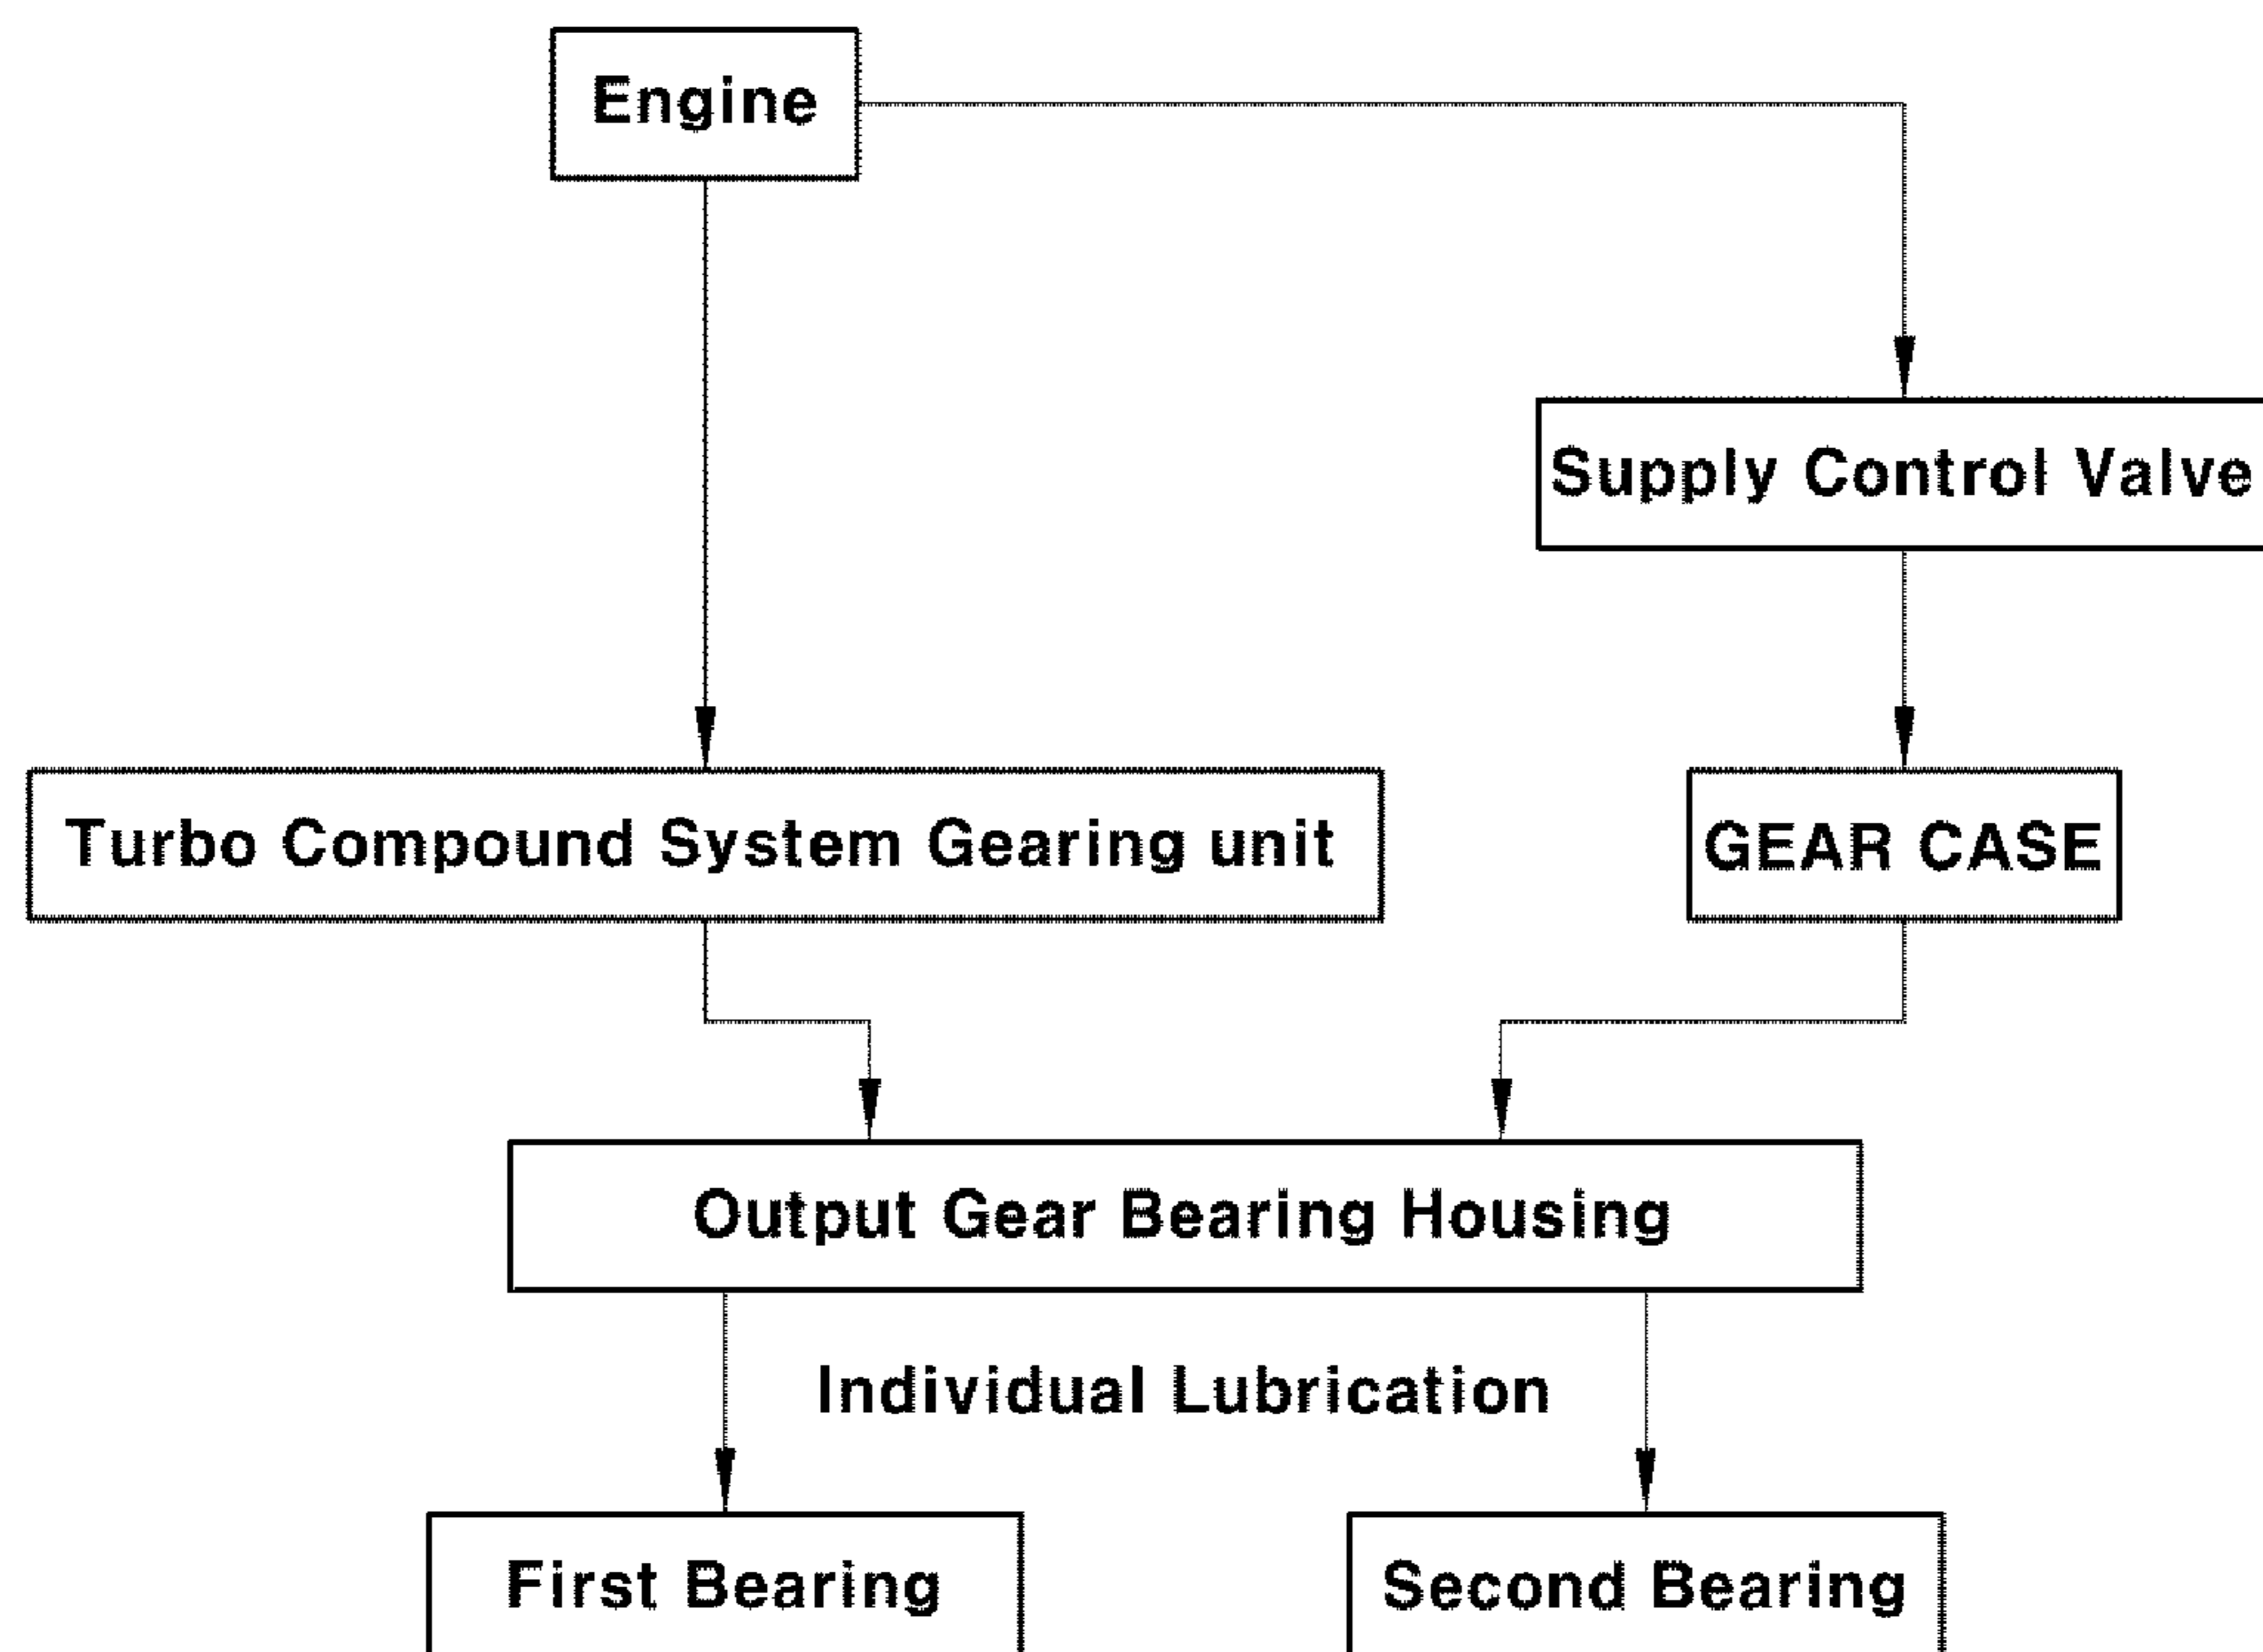 Engine
Supply Control Valve
Turbo Compound System Gearing unit
GEAR CASE
Output Gear Bearing Housing
Individual Lubrication
First Bearing
Second Bearing